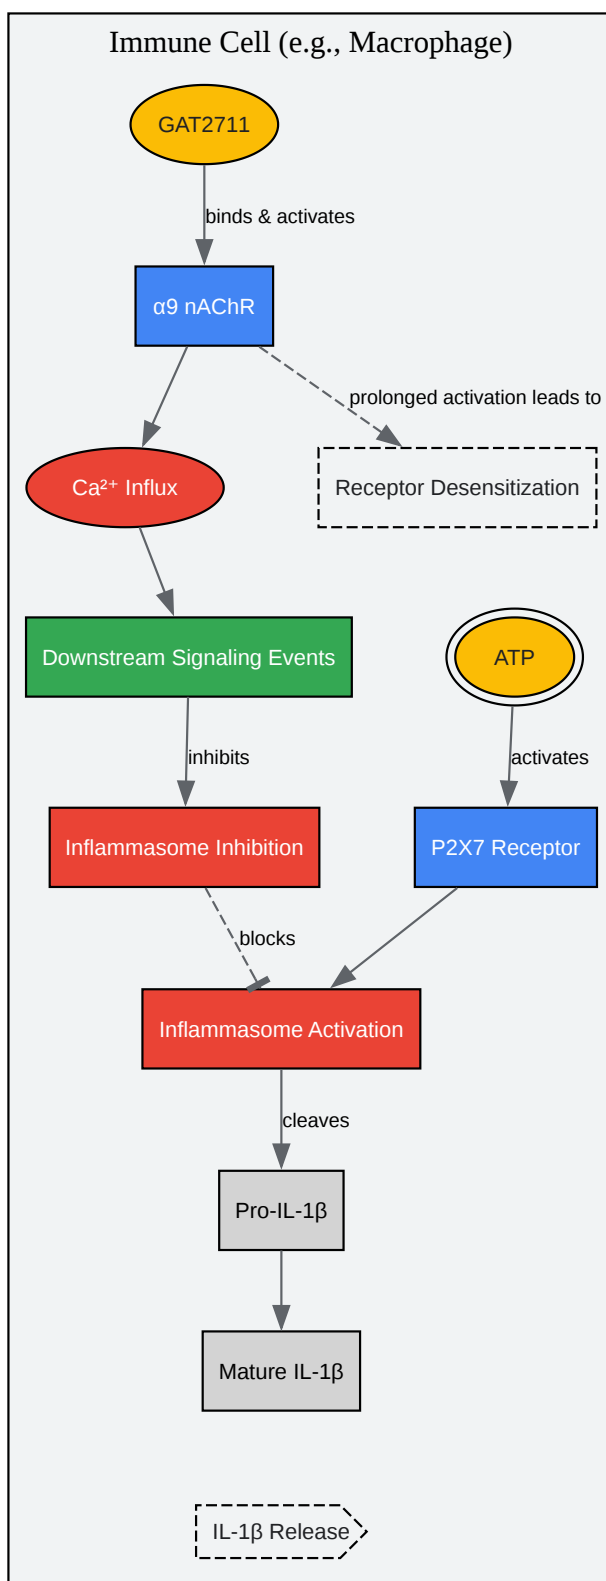 Immune Cell (e.g., Macrophage)
GAT2711
binds & activates
α9 nAChR
prolonged activation leads to
Ca²⁺ Influx
Receptor Desensitization
Downstream Signaling Events
ATP
inhibits
activates
Inflammasome Inhibition
P2X7 Receptor
blocks
Inflammasome Activation
cleaves
Pro-IL-1β
Mature IL-1β
IL-1β Release